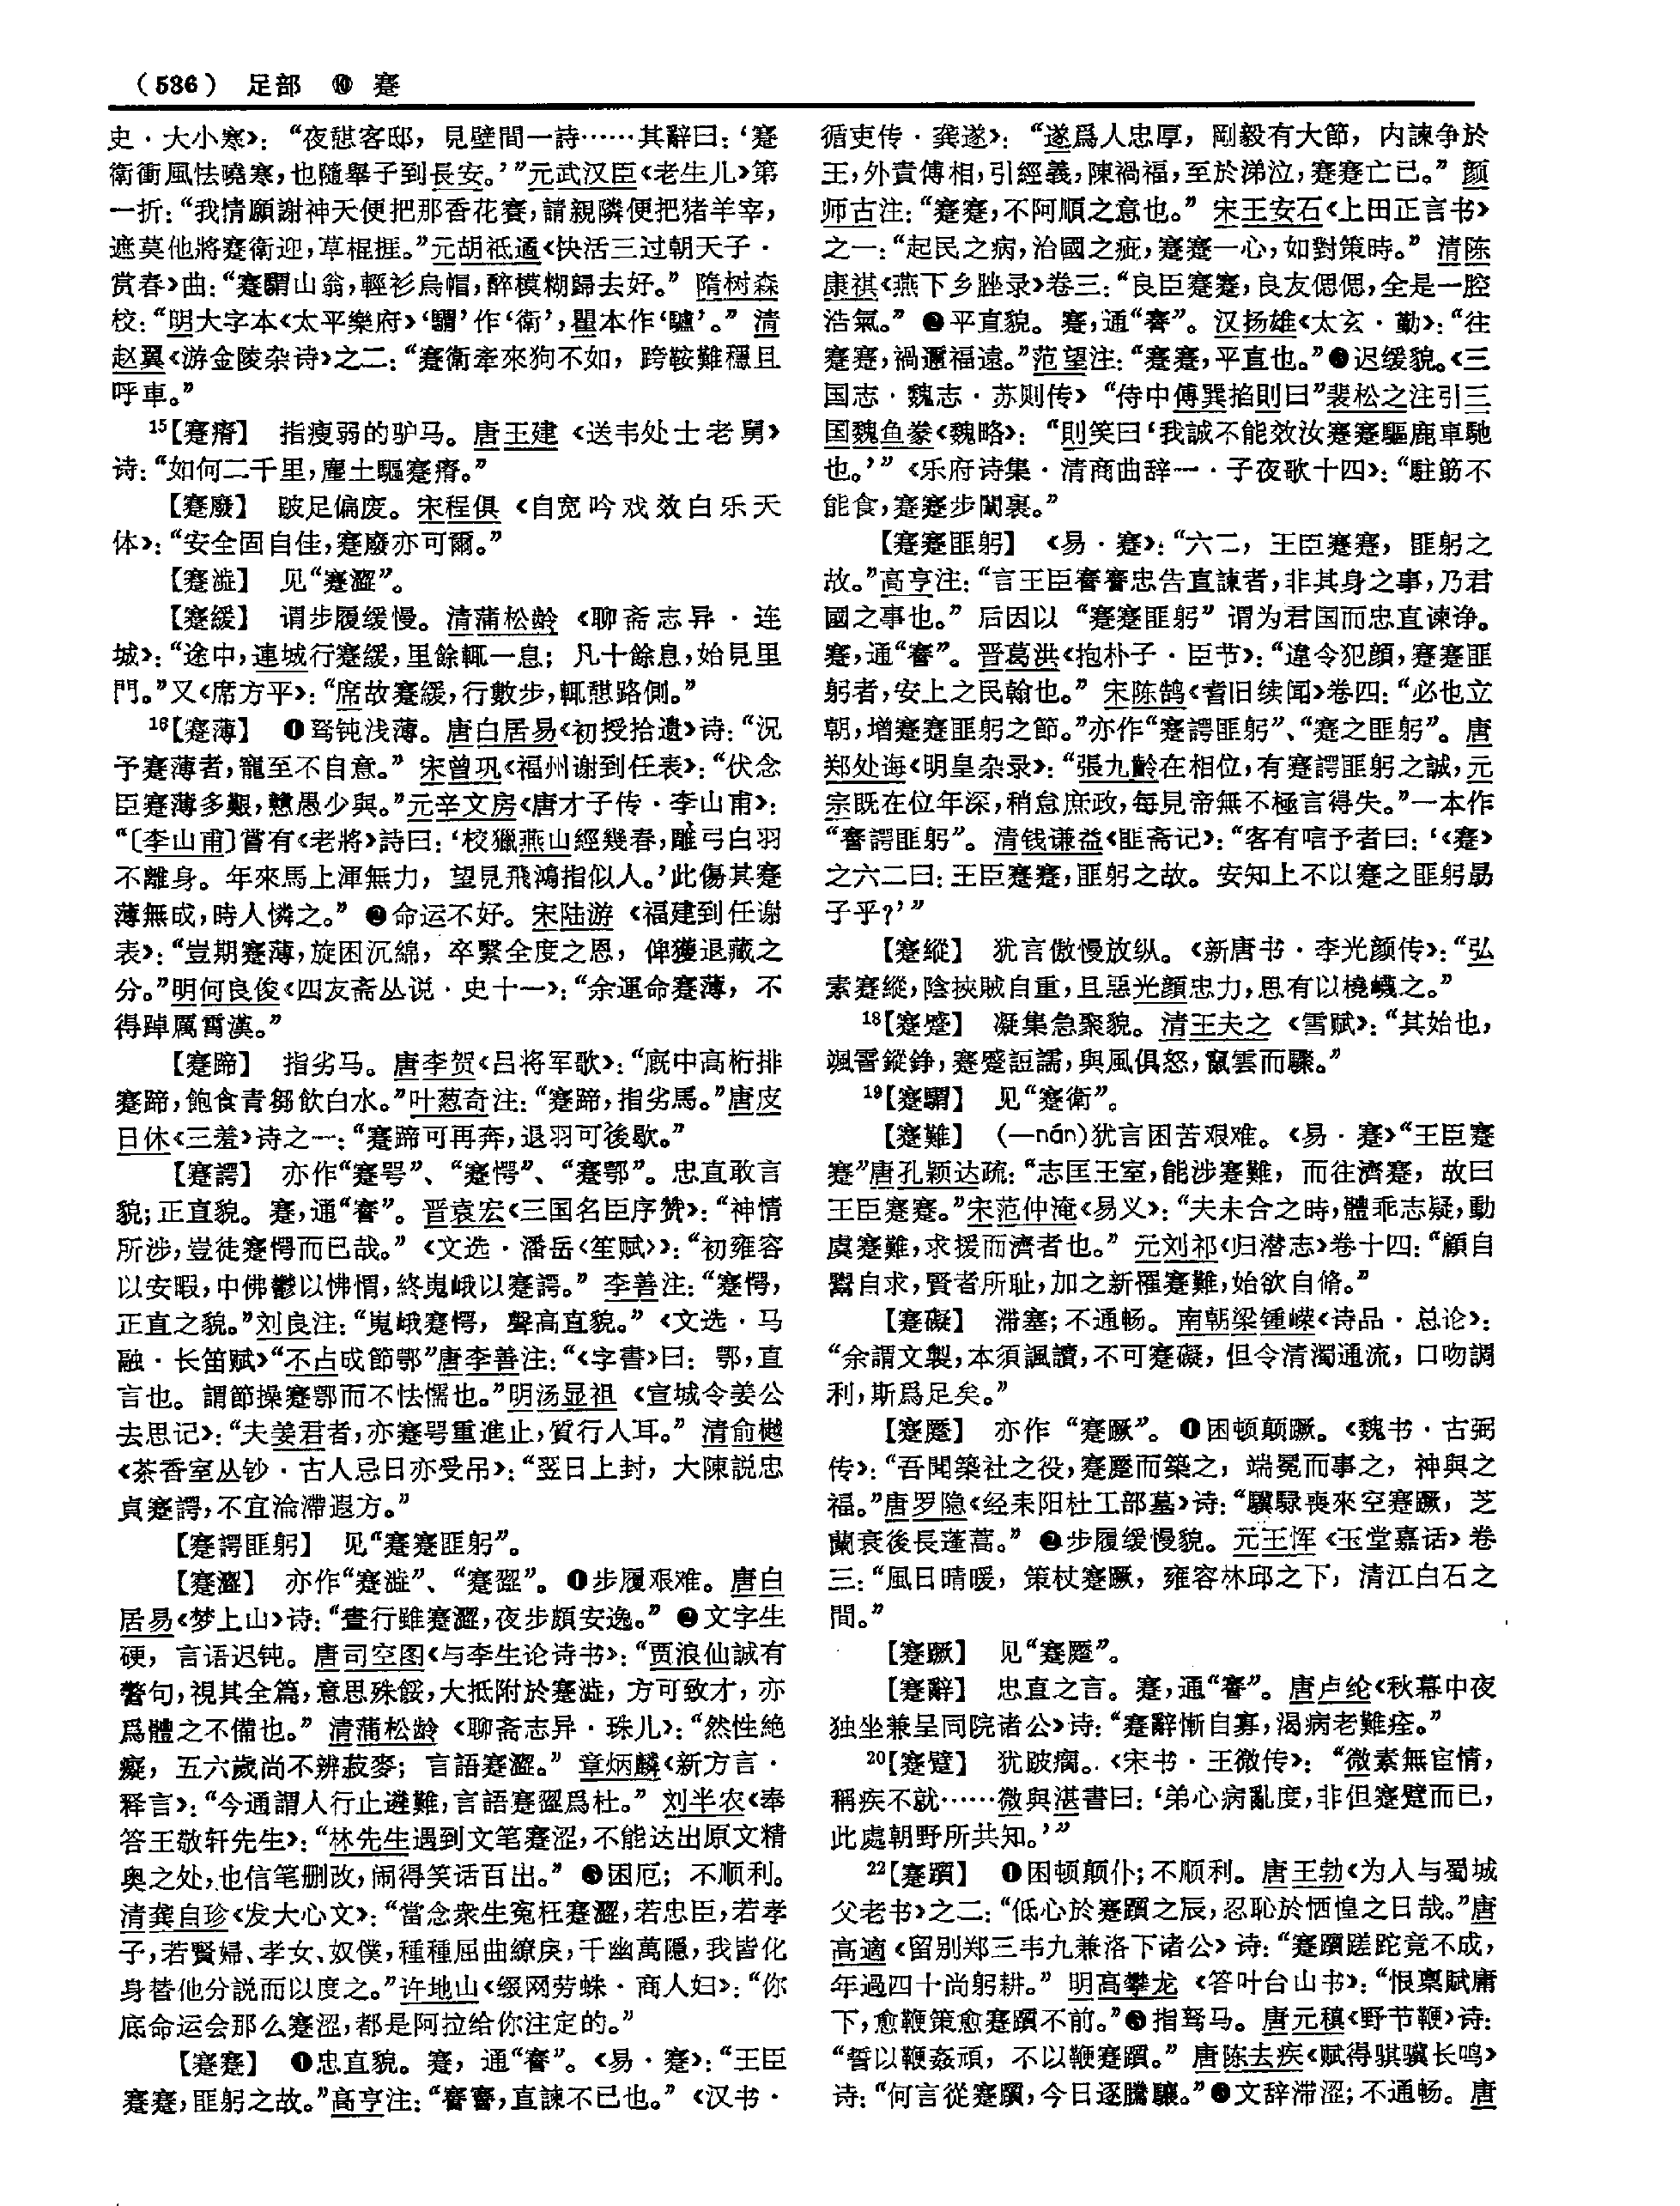 （536） 足部 ⑩ 蹇
史·大小寒》：“夜憇客邸，見壁間一詩……其辭曰：‘蹇
衛衝風怯曉寒，也隨舉子到長安。’”元武汉臣《老生儿》第
一折：“我情願謝神天便把那香花賽，請親隣便把猪羊宰，
遮莫他將蹇衛迎，草棍捱。”元胡祗遹《快活三过朝天子·
赏春》曲：“蹇驢山翁，輕衫烏帽，醉模糊歸去好。” 隋树森
校：“明大字本《太平樂府》‘驢’作‘衛’，瞿本作‘驢’。” 清
赵翼《游金陵杂诗》之二：“蹇衛牽來狗不如，跨鞍難穩且
呼車。”
15【蹇瘠】 指瘦弱的驴马。唐王建《送韦处士老舅》
诗：“如何二千里，塵土驅蹇瘠。”
【蹇廢】 跛足偏废。宋程俱《自宽吟戏效白乐天
体》：“安全固自佳，蹇廢亦可爾。”
【蹇澁】 见“蹇澀”。
【蹇緩】 谓步履缓慢。清蒲松龄《聊斋志异·连
城》：“途中，連城行蹇緩，里餘輒一息；凡十餘息，始見里
門。”又《席方平》：“席故蹇緩，行數步，輒憇路側。”
16【蹇薄】 ❶驽钝浅薄。唐白居易《初授拾遗》诗：“況
予蹇薄者，寵至不自意。” 宋曾巩《福州谢到任表》：“伏念
臣蹇薄多艱，戇愚少與。”元辛文房《唐才子传·李山甫》：
“〔李山甫〕嘗有《老將》詩曰：‘校獵燕山經幾春，雕弓白羽
不離身。年來馬上渾無力，望見飛鴻指似人。’此傷其蹇
薄無成，時人憐之。” ❷命运不好。宋陆游《福建到任谢
表》：“豈期蹇薄，旋困沉綿，卒繄全度之恩，俾獲退藏之
分。”明何良俊《四友斋丛说·史十一》：“余運命蹇薄，不
得踔厲霄漢。”
【蹇蹄】 指劣马。唐李贺《吕将军歌》：“廐中高桁排
蹇蹄，飽食青芻飲白水。”叶葱奇注：“蹇蹄，指劣馬。”唐皮
日休《三羞》诗之一：“蹇蹄可再奔，退羽可後歇。”
【蹇諤】 亦作“蹇咢”、“蹇愕”、“蹇鄂”。忠直敢言
貌；正直貌。蹇，通“謇”。晋袁宏《三国名臣序赞》：“神情
所涉，豈徒蹇愕而已哉。”《文选·潘岳〈笙赋〉》：“初雍容
以安暇，中佛鬱以怫愲，終嵬峨以蹇諤。” 李善注：“蹇愕，
正直之貌。”刘良注：“嵬峨蹇愕，聲高直貌。”《文选·马
融·长笛赋》“不占成節鄂”唐李善注：“《字書》曰：鄂，直
言也。謂節操蹇鄂而不怯懦也。”明汤显祖《宣城令姜公
去思记》：“夫姜君者，亦蹇咢重進止，質行人耳。” 清俞樾
《茶香室丛钞·古人忌日亦受吊》：“翌日上封，大陳説忠
貞蹇諤，不宜淪滯遐方。”
【蹇諤匪躬】 见“蹇蹇匪躬”。
【蹇澀】 亦作“蹇澁”、“蹇歰”。❶步履艰难。唐白
居易《梦上山》诗：“晝行雖蹇澀，夜步頗安逸。” ❷文字生
硬，言语迟钝。唐司空图《与李生论诗书》：“贾浪仙誠有
警句，視其全篇，意思殊餒，大抵附於蹇澁，方可致才，亦
爲體之不備也。” 清蒲松龄《聊斋志异·珠儿》：“然性絶
癡，五六歲尚不辨菽麥；言語蹇澀。” 章炳麟《新方言·
释言》：“今通謂人行止遴難，言語蹇歰爲杜。” 刘半农《奉
答王敬轩先生》：“林先生遇到文笔蹇涩，不能达出原文精
奥之处，也信笔删改，闹得笑话百出。” ❸困厄；不顺利。
清龚自珍《发大心文》：“當念衆生冤枉蹇澀，若忠臣，若孝
子，若賢婦、孝女、奴僕，種種屈曲繚戾，千幽萬隱，我皆化
身替他分説而以度之。”许地山《缀网劳蛛·商人妇》：“你
底命运会那么蹇涩，都是阿拉给你注定的。”
【蹇蹇】 ❶忠直貌。蹇，通“謇”。《易·蹇》：“王臣
蹇蹇，匪躬之故。”高亨注：“謇謇，直諫不已也。”《汉书·
循吏传·龚遂》：“遂爲人忠厚，剛毅有大節，内諫争於
王，外責傅相，引經義，陳禍福，至於涕泣，蹇蹇亡已。” 颜
师古注：“蹇蹇，不阿順之意也。” 宋王安石《上田正言书》
之一：“起民之病，治國之疵，蹇蹇一心，如對策時。” 清陈
康祺《燕下乡脞录》卷三：“良臣蹇蹇，良友偲偲，全是一腔
浩氣。” ❷平直貌。蹇，通“謇”。汉扬雄《太玄·勤》：“往
蹇蹇，禍邇福遠。”范望注：“蹇蹇，平直也。”❸迟缓貌。《三
国志·魏志·苏则传》“侍中傅巽掐則曰”裴松之注引三
国魏鱼豢《魏略》：“則笑曰‘我誠不能效汝蹇蹇驅鹿車馳
也。’”《乐府诗集·清商曲辞一·子夜歌十四》：“駐筯不
能食，蹇蹇步闈裏。”
【蹇蹇匪躬】 《易·蹇》：“六二，王臣蹇蹇，匪躬之
故。”高亨注：“言王臣謇謇忠告直諫者，非其身之事，乃君
國之事也。” 后因以“蹇蹇匪躬”谓为君国而忠直谏诤。
蹇，通“謇”。晋葛洪《抱朴子·臣节》：“違令犯顔，蹇蹇匪
躬者，安上之民翰也。” 宋陈鹄《耆旧续闻》卷四：“必也立
朝，增蹇蹇匪躬之節。”亦作“蹇諤匪躬”、“蹇之匪躬”。唐
郑处诲《明皇杂录》：“張九齡在相位，有蹇諤匪躬之誠，元
宗既在位年深，稍怠庶政，每見帝無不極言得失。”一本作
“謇諤匪躬”。清钱谦益《匪斋记》：“客有唁予者曰：‘《蹇》
之六二曰：王臣蹇蹇，匪躬之故。安知上不以蹇之匪躬勗
子乎？’”
【蹇縱】 犹言傲慢放纵。《新唐书·李光颜传》：“弘
素蹇縱，陰挾賊自重，且惡光顔忠力，思有以橈衊之。”
18【蹇蹙】 凝集急聚貌。清王夫之《雪赋》：“其始也，
颯霅鏦錚，蹇蹙詎譳，與風俱怒，竄雲而驟。”
19【蹇驢】 见“蹇衛”。
【蹇難】 （—nán）犹言困苦艰难。《易·蹇》“王臣蹇
蹇”唐孔颖达疏：“志匡王室，能涉蹇難，而往濟蹇，故曰
王臣蹇蹇。”宋范仲淹《易义》：“夫未合之時，體乖志疑，動
虞蹇難，求援而濟者也。” 元刘祁《归潜志》卷十四：“顧自
鬻自求，賢者所耻，加之新罹蹇難，始欲自脩。”
【蹇礙】 滞塞；不通畅。南朝梁锺嵘《诗品·总论》：
“余謂文製，本須諷讀，不可蹇礙，但令清濁通流，口吻調
利，斯爲足矣。”
【蹇蹷】 亦作“蹇蹶”。❶困顿颠蹶。《魏书·古弼
传》：“吾聞築社之役，蹇蹷而築之，端冕而事之，神與之
福。”唐罗隐《经耒阳杜工部墓》诗：“騏騄喪來空蹇蹶，芝
蘭衰後長蓬蒿。” ❷步履缓慢貌。元王恽《玉堂嘉话》卷
三：“風日晴暖，策杖蹇蹶，雍容林邱之下，清江白石之
間。”
【蹇蹶】 见“蹇蹷”。
【蹇辭】 忠直之言。蹇，通“謇”。唐卢纶《秋幕中夜
独坐兼呈同院诸公》诗：“蹇辭慚自寡，渴病老難痊。”
20【蹇躄】 犹跛瘸。《宋书·王微传》：“微素無宦情，
稱疾不就……微與湛書曰：‘弟心病亂度，非但蹇躄而已，
此處朝野所共知。’”
22【蹇躓】 ❶困顿颠仆；不顺利。唐王勃《为人与蜀城
父老书》之二：“低心於蹇躓之辰，忍恥於恓惶之日哉。”唐
高適《留别郑三韦九兼洛下诸公》诗：“蹇躓蹉跎竟不成，
年過四十尚躬耕。” 明高攀龙《答叶台山书》：“恨稟賦庸
下，愈鞭策愈蹇躓不前。”❷指驽马。唐元稹《野节鞭》诗：
“誓以鞭姦頑，不以鞭蹇躓。” 唐陈去疾《赋得骐骥长鸣》
诗：“何言從蹇躓，今日逐騰驤。”❸文辞滞涩；不通畅。唐